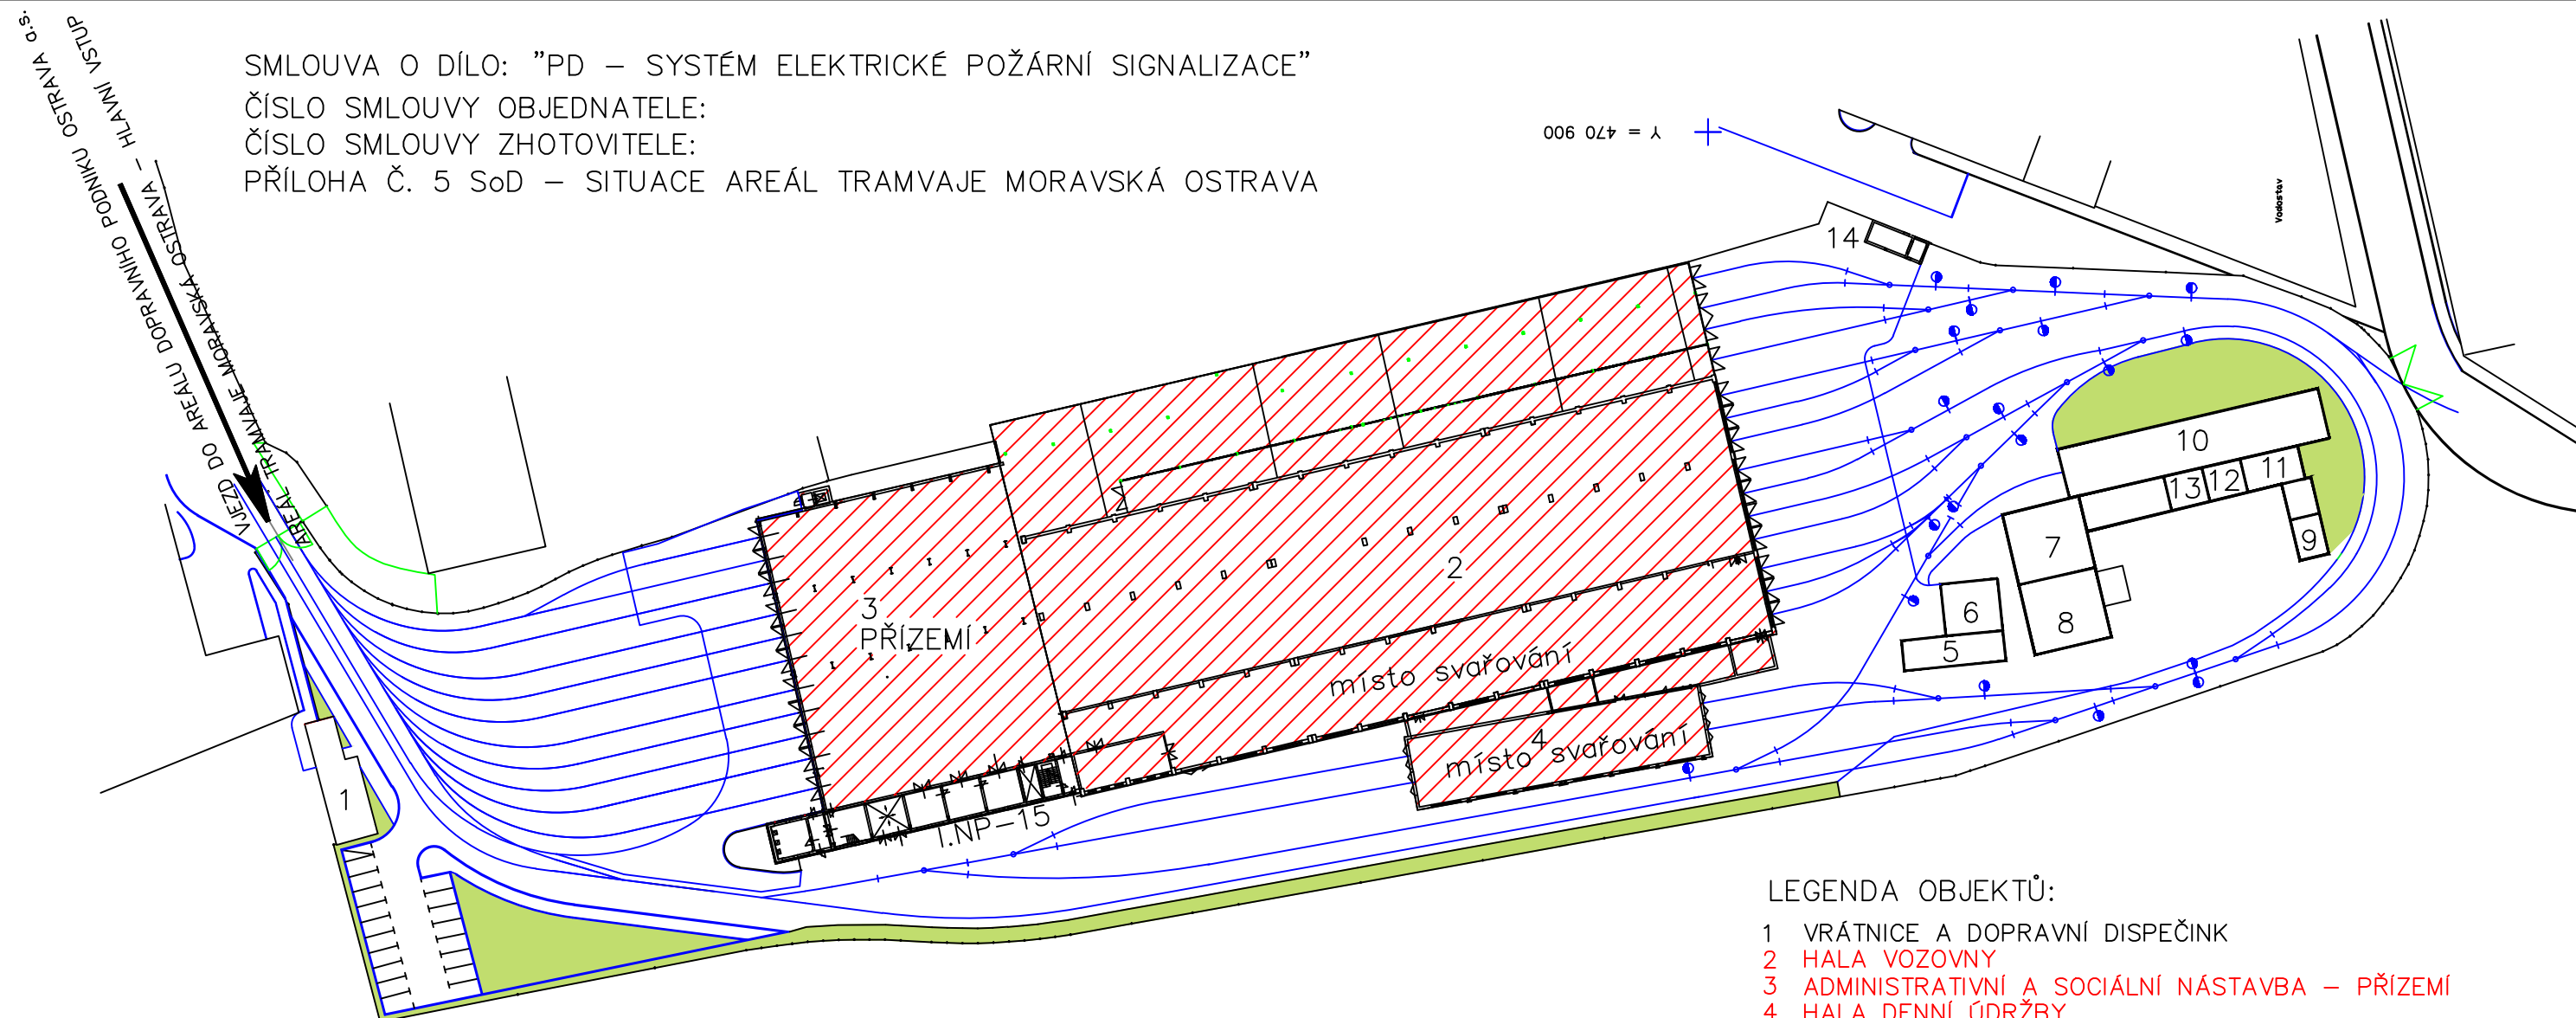 VJEZD DO AREÁLU DOPRAVNÍHO PODNIKU OSTRAVA a.s.
AREÁL TRAMVAJE MORAVSKÁ OSTRAVA – HLAVNÍ VSTUP
SMLOUVA O DÍLO: "PD – SYSTÉM ELEKTRICKÉ POŽÁRNÍ SIGNALIZACE"
ČÍSLO SMLOUVY OBJEDNATELE:
ČÍSLO SMLOUVY ZHOTOVITELE:
PŘÍLOHA Č. 5 SoD – SITUACE AREÁL TRAMVAJE MORAVSKÁ OSTRAVA
Y = 470 900
Vodostav
14
10
13 12 11
9
7
8
6
5
2
3
PŘÍZEMÍ
místo svařování
4
místo svařování
I.NP-15
1
LEGENDA OBJEKTŮ:
1 VRÁTNICE A DOPRAVNÍ DISPEČINK
2 HALA VOZOVNY
3 ADMINISTRATIVNÍ A SOCIÁLNÍ NÁSTAVBA – PŘÍZEMÍ
4 HALA DENNÍ ÚDRŽBY